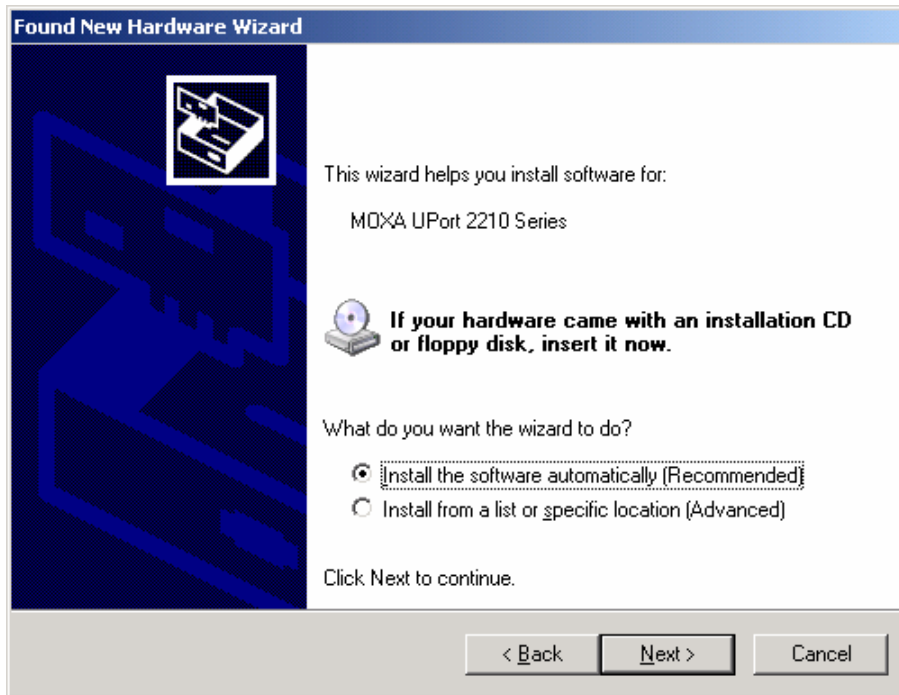 Found New Hardware Wizard
This wizard helps you install software for:
MOXA UPort 2210 Series
If your hardware came with an installation CD
or floppy disk, insert it now.
What do you want the wizard to do?
Install the software automatically (Recommended)
Install from a list or specific location (Advanced)
Click Next to continue.
< Back Next > Cancel